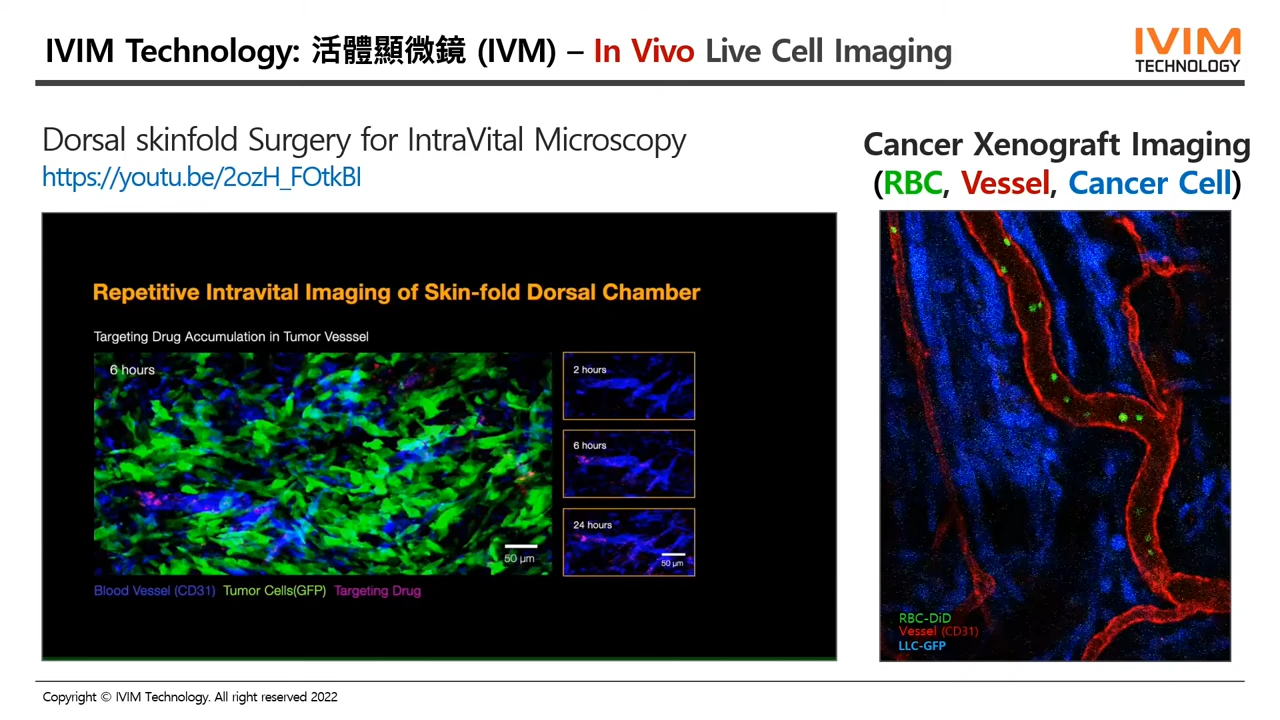 IVIM Technology: 活體顯微鏡 (IVM) – In Vivo Live Cell Imaging
IVIM
TECHNOLOGY
Dorsal skinfold Surgery for IntraVital Microscopy
https://youtu.be/2ozH_FOtkBI
Repetitive Intravital Imaging of Skin-fold Dorsal Chamber
Targeting Drug Accumulation in Tumor Vesssel
6 hours
50 µm
2 hours
6 hours
24 hours
50 µm
Blood Vessel (CD31) Tumor Cells(GFP) Targeting Drug
Cancer Xenograft Imaging
(RBC, Vessel, Cancer Cell)
RBC-DiD
Vessel (CD31)
LLC-GFP
Copyright © IVIM Technology. All right reserved 2022